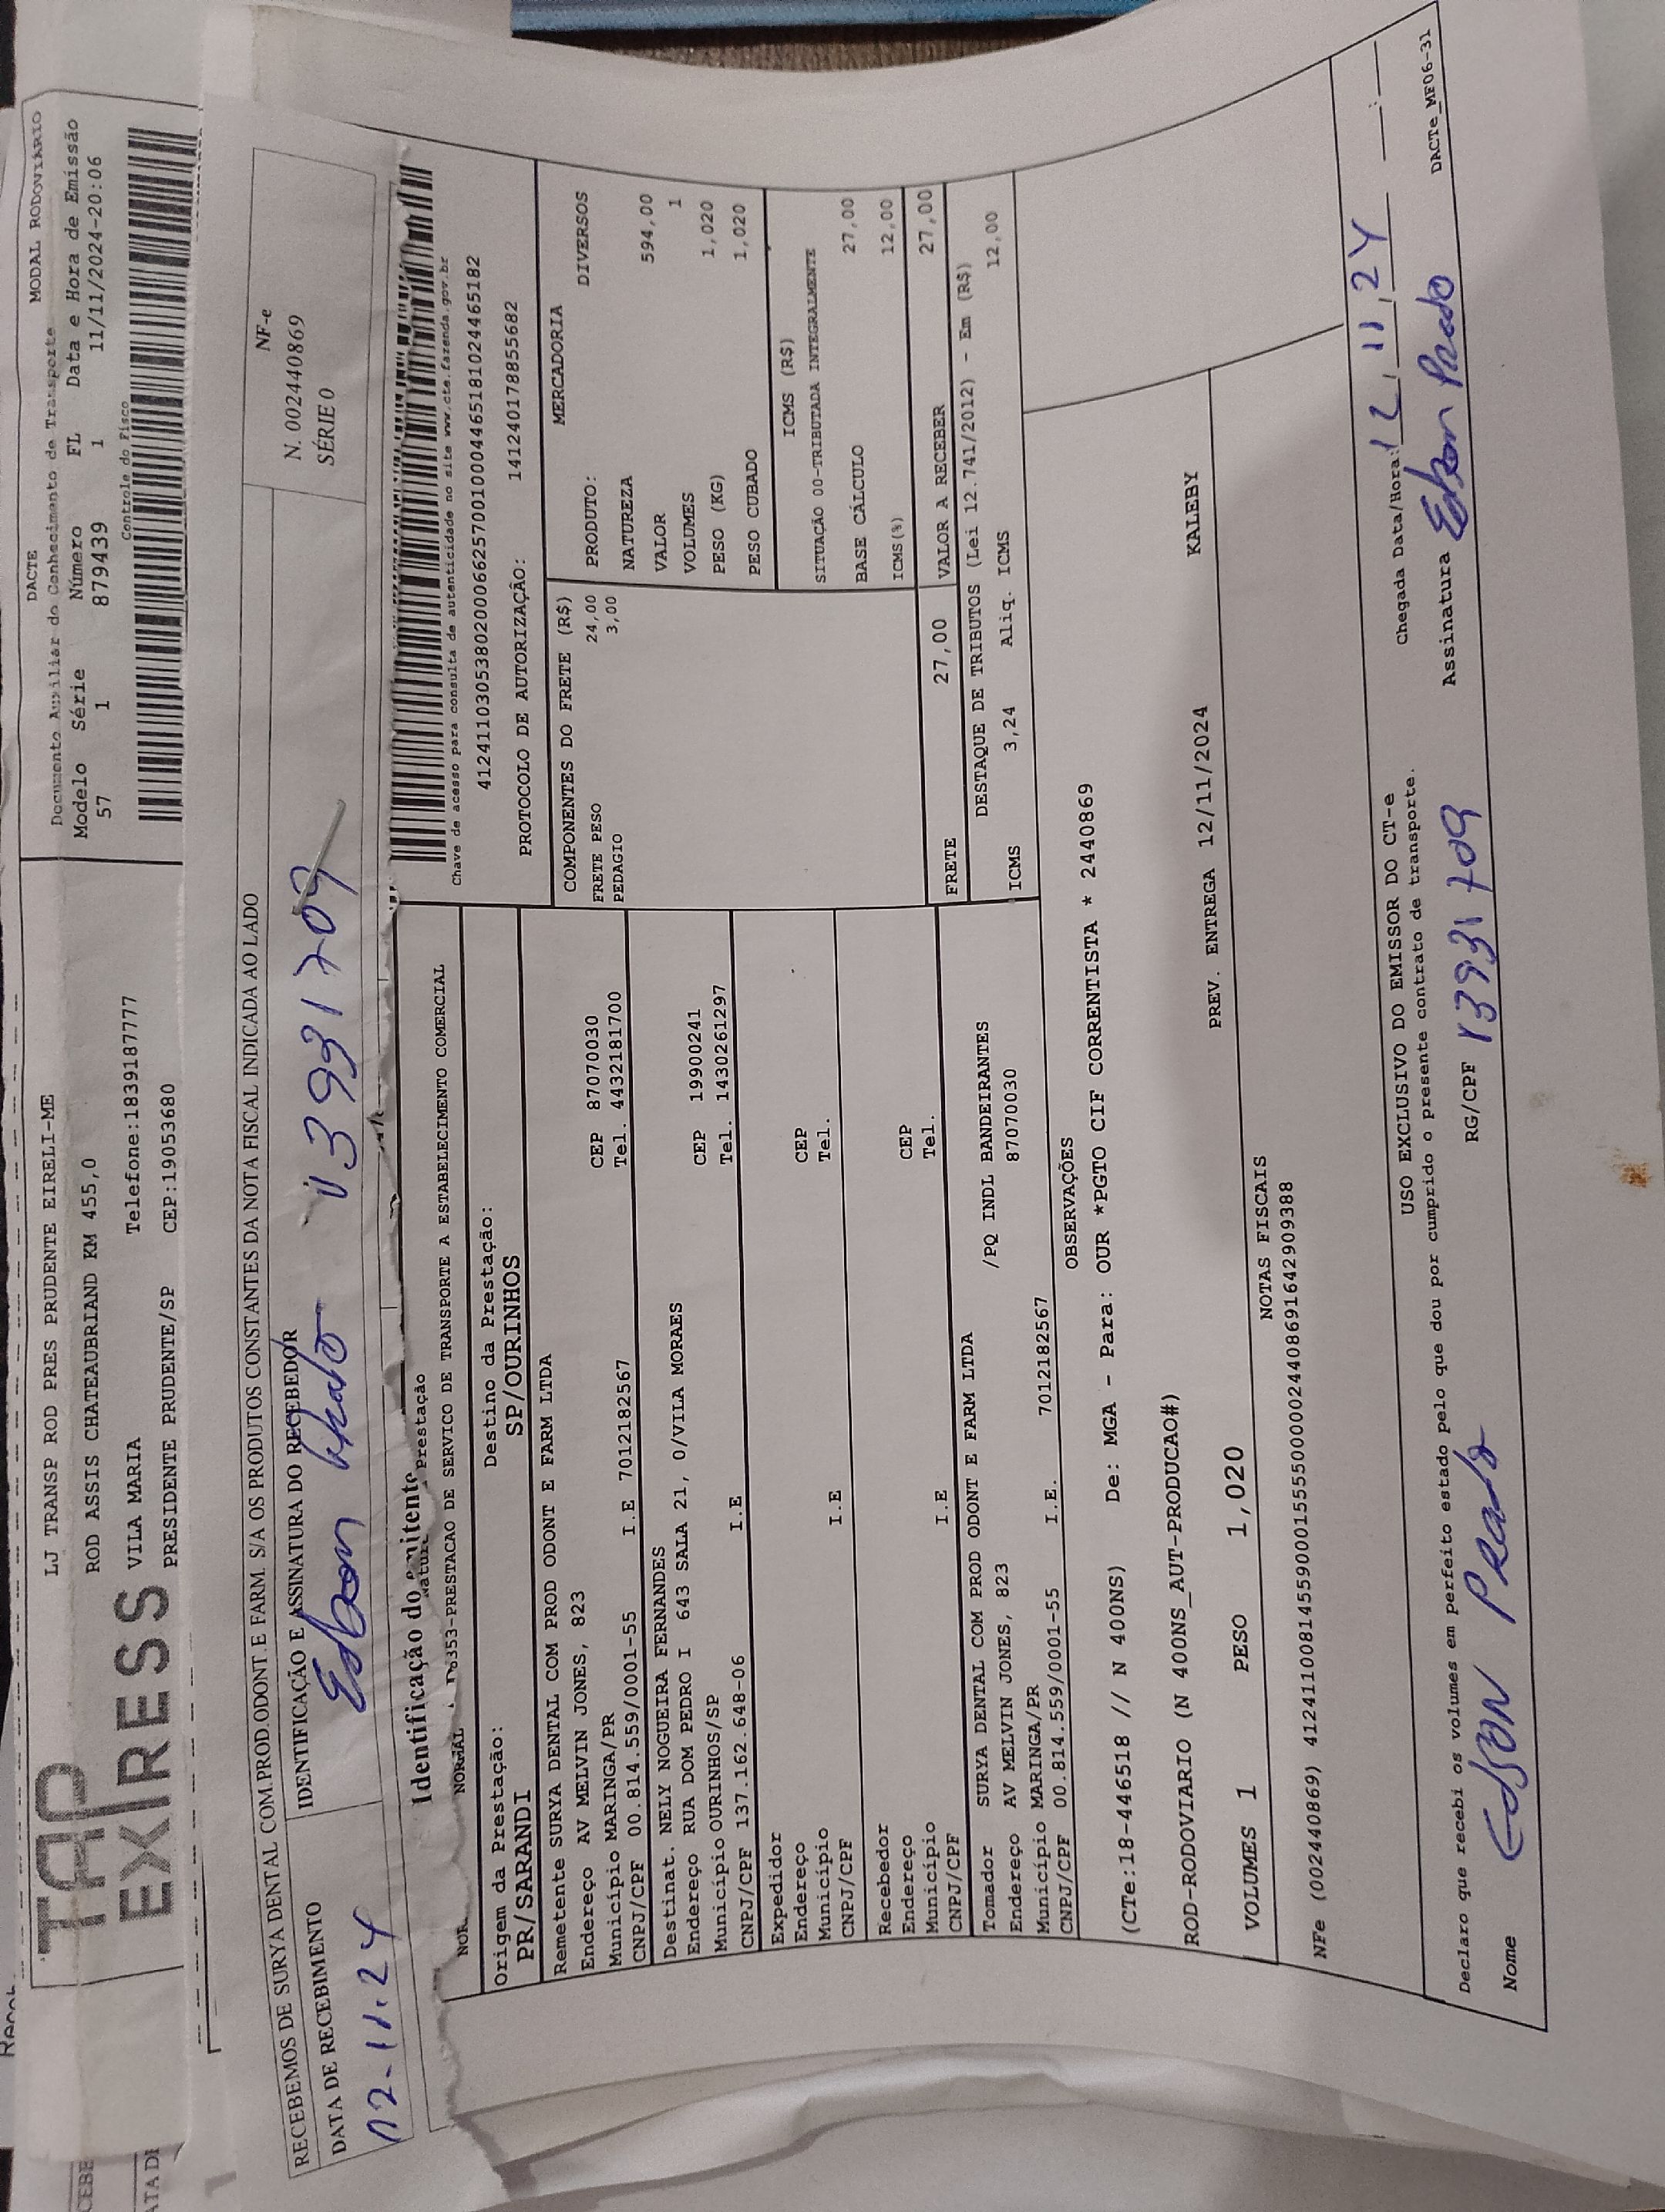 TAP
EXPRESS
LJ TRANSP ROD PRES PRUDENTE EIRELI-ME
ROD ASSIS CHATEAUBRIAND KM 455,0
VILA MARIA Telefone:1839187777
PRESIDENTE PRUDENTE/SP CEP:19053680
DACTE MODAL RODOVIÁRIO
Documento Auxiliar do Conhecimento de Transporte
Modelo Série Número FL Data e Hora de Emissão
57 1 879439 1 11/11/2024-20:06
Controle do Fisco
RECEBEMOS DE SURYA DENTAL COM.PROD.ODONT.E FARM. S/A OS PRODUTOS CONSTANTES DA NOTA FISCAL INDICADA AO LADO
DATA DE RECEBIMENTO IDENTIFICAÇÃO E ASSINATURA DO RECEBEDOR
12-11-24 Edson Prado 13931709
NF-e
N. 002440869
SÉRIE 0
Identificação do emitente
Prestação
NORMAL
353-PRESTACAO DE SERVICO DE TRANSPORTE A ESTABELECIMENTO COMERCIAL
Chave de acesso para consulta de autenticidade no site www.cte.fazenda.gov.br
41241103053802000662570010004465181024465182
PROTOCOLO DE AUTORIZAÇÃO: 141240178855682
Origem da Prestação: Destino da Prestação:
PR/SARANDI SP/OURINHOS
Remetente SURYA DENTAL COM PROD ODONT E FARM LTDA
Endereço AV MELVIN JONES, 823
Município MARINGA/PR CEP 87070030
CNPJ/CPF 00.814.559/0001-55 I.E 7012182567 Tel. 4432181700
Destinat. NELY NOGUEIRA FERNANDES
Endereço RUA DOM PEDRO I 643 SALA 21, 0/VILA MORAES
Município OURINHOS/SP CEP 19900241
CNPJ/CPF 137.162.648-06 I.E Tel. 1430261297
Expedidor
Endereço
Município CEP
CNPJ/CPF I.E Tel.
Recebedor
Endereço
Município CEP
CNPJ/CPF I.E Tel.
Tomador SURYA DENTAL COM PROD ODONT E FARM LTDA
Endereço AV MELVIN JONES, 823 /PQ INDL BANDEIRANTES
Município MARINGA/PR 87070030
CNPJ/CPF 00.814.559/0001-55 I.E. 7012182567
COMPONENTES DO FRETE (R$)
FRETE PESO 24,00
PEDAGIO 3,00
MERCADORIA
PRODUTO: DIVERSOS
NATUREZA
VALOR 594,00
VOLUMES 1
PESO (KG) 1,020
PESO CUBADO 1,020
ICMS (R$)
SITUAÇÃO 00-TRIBUTADA INTEGRALMENTE
BASE CÁLCULO 27,00
ICMS(%) 12,00
FRETE 27,00 VALOR A RECEBER 27,00
DESTAQUE DE TRIBUTOS (Lei 12.741/2012) - Em (R$)
ICMS 3,24 Aliq. ICMS 12,00
OBSERVAÇÕES
(CTe:18-446518 // N 400NS) De: MGA - Para: OUR *PGTO CIF CORRENTISTA * 2440869
ROD-RODOVIARIO (N 400NS_AUT-PRODUCAO#)
PREV. ENTREGA 12/11/2024 KALEBY
VOLUMES 1 PESO 1,020
NOTAS FISCAIS
NFe (002440869) 41241100814559000155550000024408691642909388
USO EXCLUSIVO DO EMISSOR DO CT-e
Declaro que recebi os volumes em perfeito estado pelo que dou por cumprido o presente contrato de transporte.
Chegada Data/Hora: 12, 11, 24 :
Nome Edson Prado RG/CPF 13931709 Assinatura Edson Prado
DACTe_MF06-31